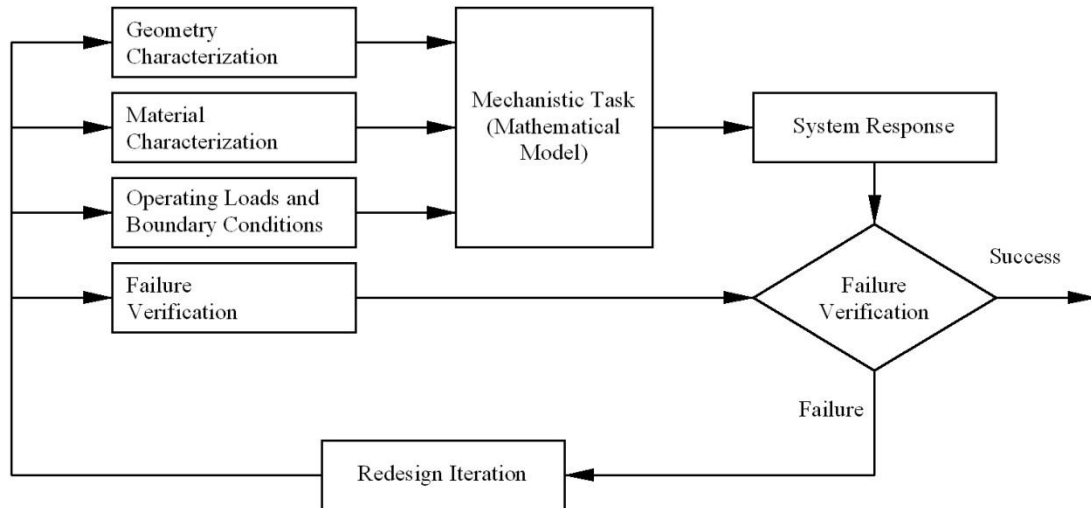 Geometry
Characterization
Material
Characterization
Operating Loads and
Boundary Conditions
Failure
Verification
Mechanistic Task
(Mathematical
Model)
System Response
Failure
Verification
Success
Failure
Redesign Iteration